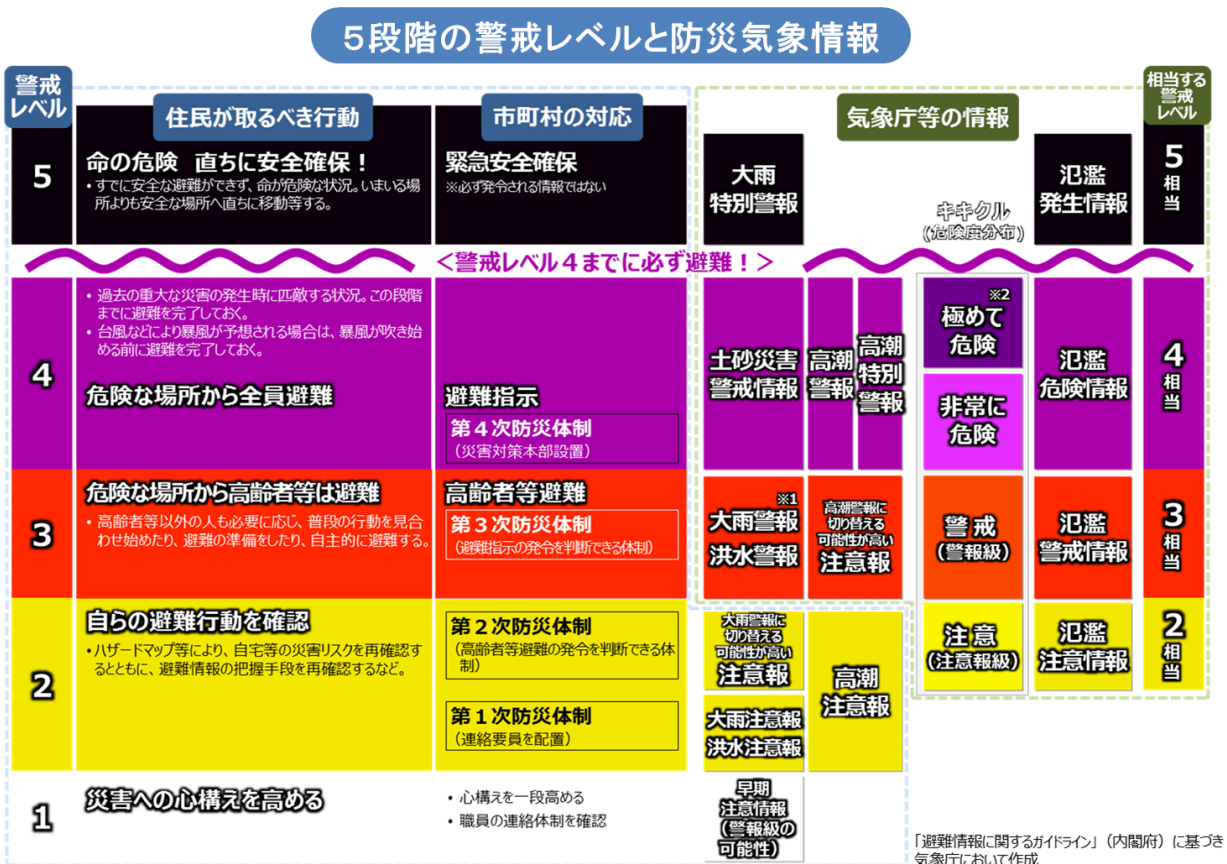 ５段階の警戒レベルと防災気象情報
警戒
レベル
住民が取るべき行動
市町村の対応
気象庁等の情報
相当する
警戒
レベル
5
命の危険 直ちに安全確保！
・すでに安全な避難ができず、命が危険な状況。いまいる場
所よりも安全な場所へ直ちに移動等する。
緊急安全確保
※必ず発令される情報ではない
大雨
特別警報
キキクル
(危険度分布)
氾濫
発生情報
5
相
当
＜警戒レベル４までに必ず避難！＞
4
・過去の重大な災害の発生時に匹敵する状況。この段階
までに避難を完了しておく。
・台風などにより暴風が予想される場合は、暴風が吹き始
める前に避難を完了しておく。
危険な場所から全員避難
避難指示
第４次防災体制
（災害対策本部設置）
土砂災害
警戒情報
高潮
警報
高潮
特別
警報
※2
極めて
危険
非常に
危険
氾濫
危険情報
4
相
当
3
危険な場所から高齢者等は避難
・高齢者等以外の人も必要に応じ、普段の行動を見合
わせ始めたり、避難の準備をしたり、自主的に避難する。
高齢者等避難
第３次防災体制
（避難指示の発令を判断できる体制）
※1
大雨警報
洪水警報
高潮警報に
切り替える
可能性が高い
注意報
警戒
（警報級）
氾濫
警戒情報
3
相
当
2
自らの避難行動を確認
・ハザードマップ等により、自宅等の災害リスクを再確認す
るとともに、避難情報の把握手段を再確認するなど。
第２次防災体制
（高齢者等避難の発令を判断できる体
制）
第１次防災体制
（連絡要員を配置）
大雨警報に
切り替える
可能性が高い
注意報
大雨注意報
洪水注意報
高潮
注意報
注意
（注意報級）
氾濫
注意情報
2
相
当
1
災害への心構えを高める
・心構えを一段高める
・職員の連絡体制を確認
早期
注意情報
（警報級の
可能性）
「避難情報に関するガイドライン」（内閣府）に基づき
気象庁において作成